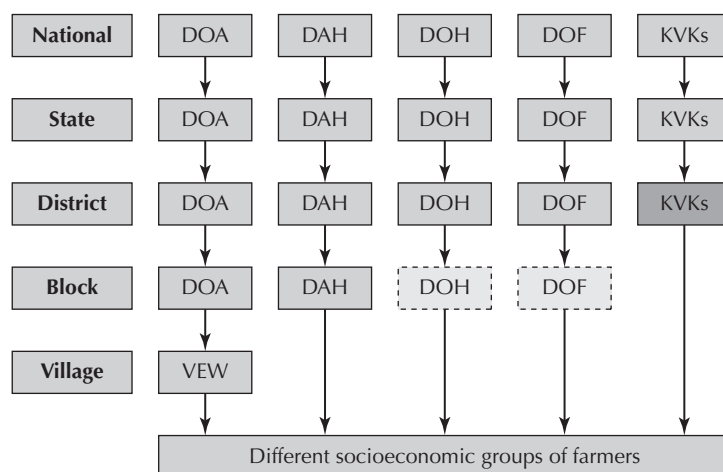 National DOA DAH DOH DOF KVKs
State DOA DAH DOH DOF KVKs
District DOA DAH DOH DOF KVKs
Block DOA DAH DOH DOF
Village VEW
Different socioeconomic groups of farmers